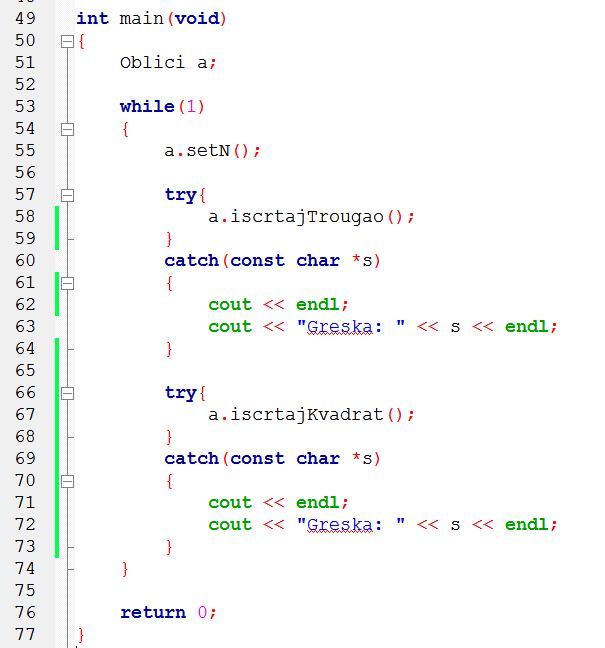 49 int main(void)
50 {
51 Oblici a;
52
53 while(1)
54 {
55 a.setN();
56
57 try{
58 a.iscrtajTrougao();
59 }
60 catch(const char *s)
61 {
62 cout << endl;
63 cout << "Greska: " << s << endl;
64 }
65
66 try{
67 a.iscrtajKvadrat();
68 }
69 catch(const char *s)
70 {
71 cout << endl;
72 cout << "Greska: " << s << endl;
73 }
74 }
75
76 return 0;
77 }